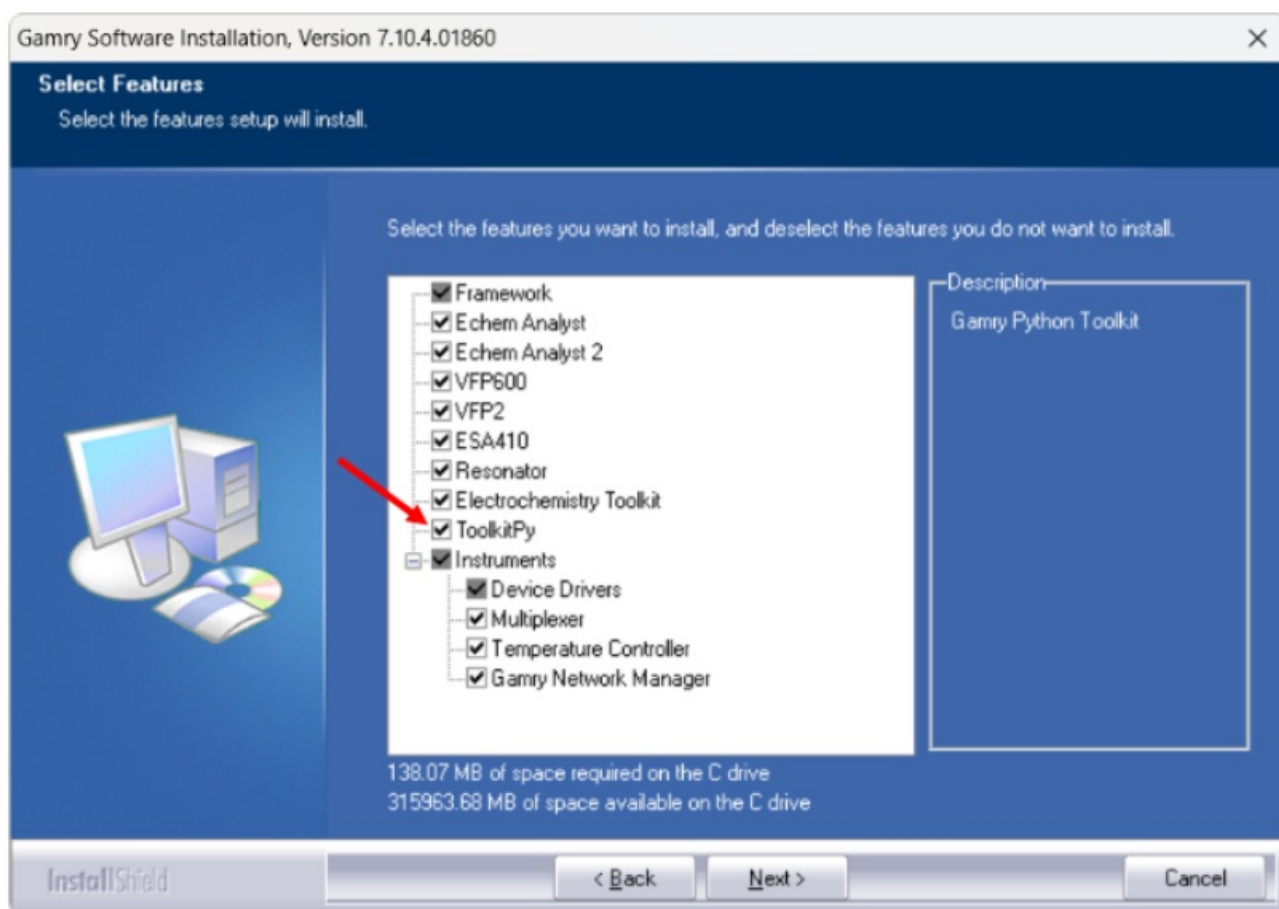 Gamry Software Installation, Version 7.10.4.01860
Select Features
Select the features setup will install.
Select the features you want to install, and deselect the features you do not want to install.
Framework
Echem Analyst
Echem Analyst 2
VFP600
VFP2
ESA410
Resonator
Electrochemistry Toolkit
ToolkitPy
Instruments
Device Drivers
Multiplexer
Temperature Controller
Gamry Network Manager
Description
Gamry Python Toolkit
138.07 MB of space required on the C drive
315963.68 MB of space available on the C drive
InstallShield
< Back
Next >
Cancel